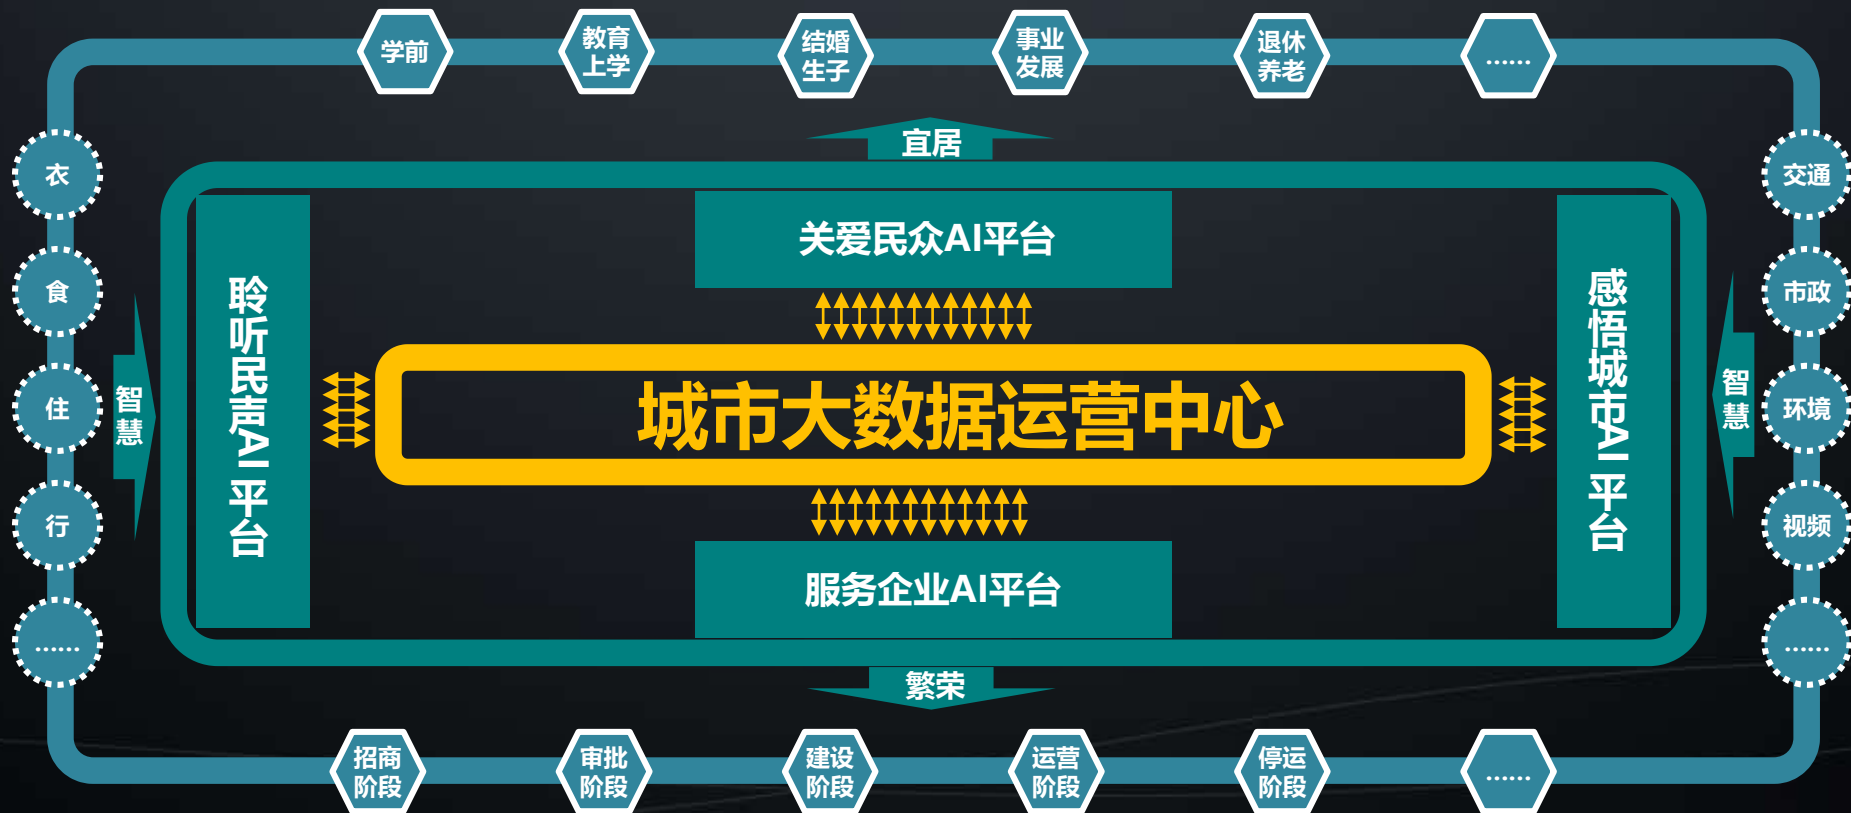 学前
教育
上学
结婚
生子
事业
发展
退休
养老
......
宜居
衣
食
住
行
......
智
慧
聆听民声AI平台
关爱民众AI平台
城市大数据运营中心
服务企业AI平台
感悟城市AI平台
智
慧
交通
市政
环境
视频
......
繁荣
招商
阶段
审批
阶段
建设
阶段
运营
阶段
停运
阶段
......